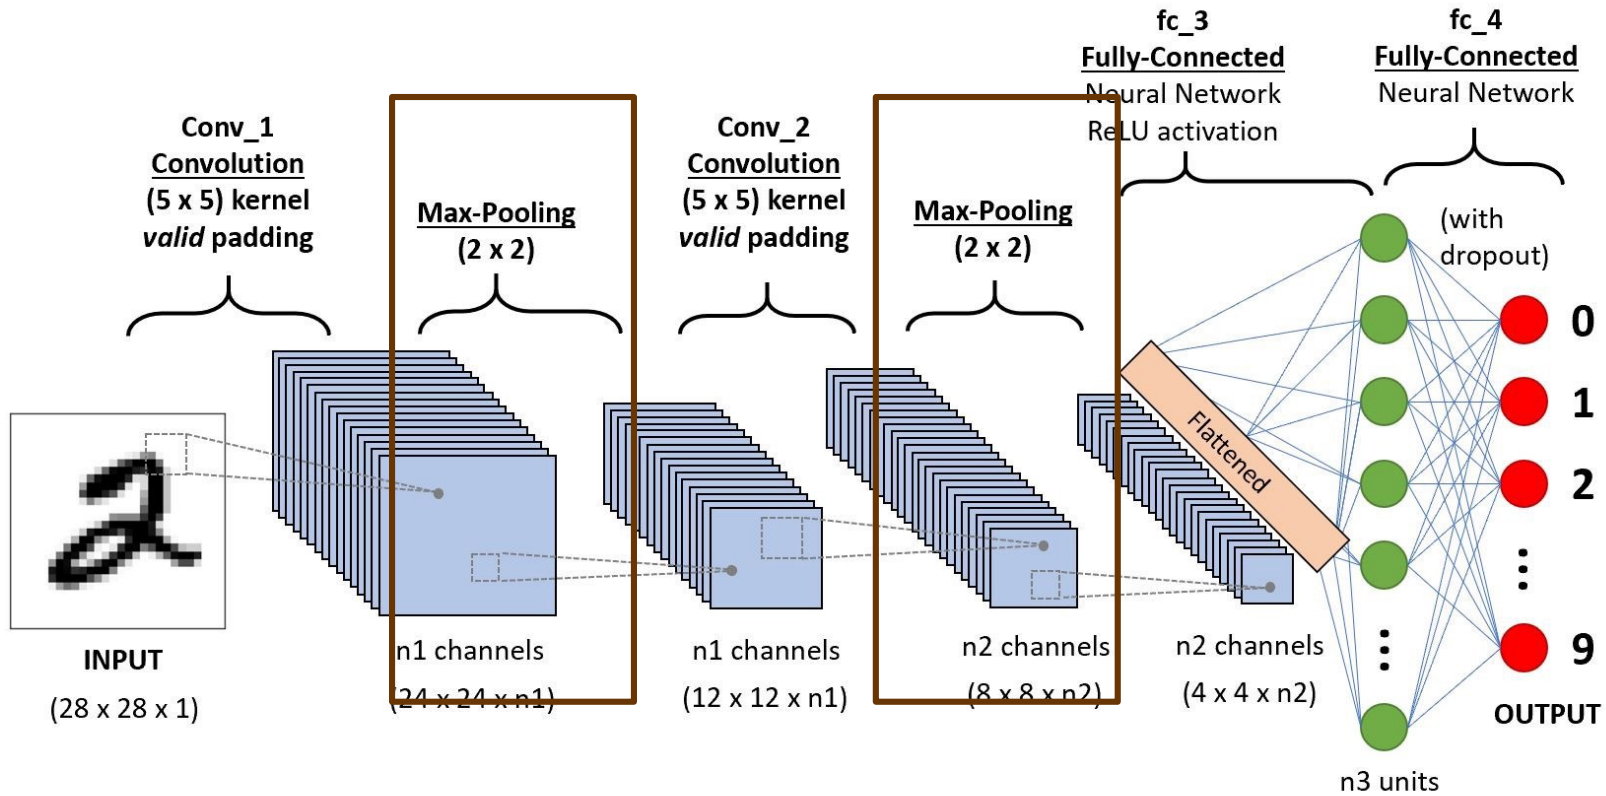 Conv_1
Convolution
(5 x 5) kernel
valid padding
Max-Pooling
(2 x 2)
Conv_2
Convolution
(5 x 5) kernel
valid padding
Max-Pooling
(2 x 2)
fc_3
Fully-Connected
Neural Network
ReLU activation
fc_4
Fully-Connected
Neural Network
(with
dropout)
2
INPUT
(28 x 28 x 1)
n1 channels
(24 x 24 x n1)
n1 channels
(12 x 12 x n1)
n2 channels
(8 x 8 x n2)
n2 channels
(4 x 4 x n2)
Flattened
n3 units
0
1
2
9
OUTPUT